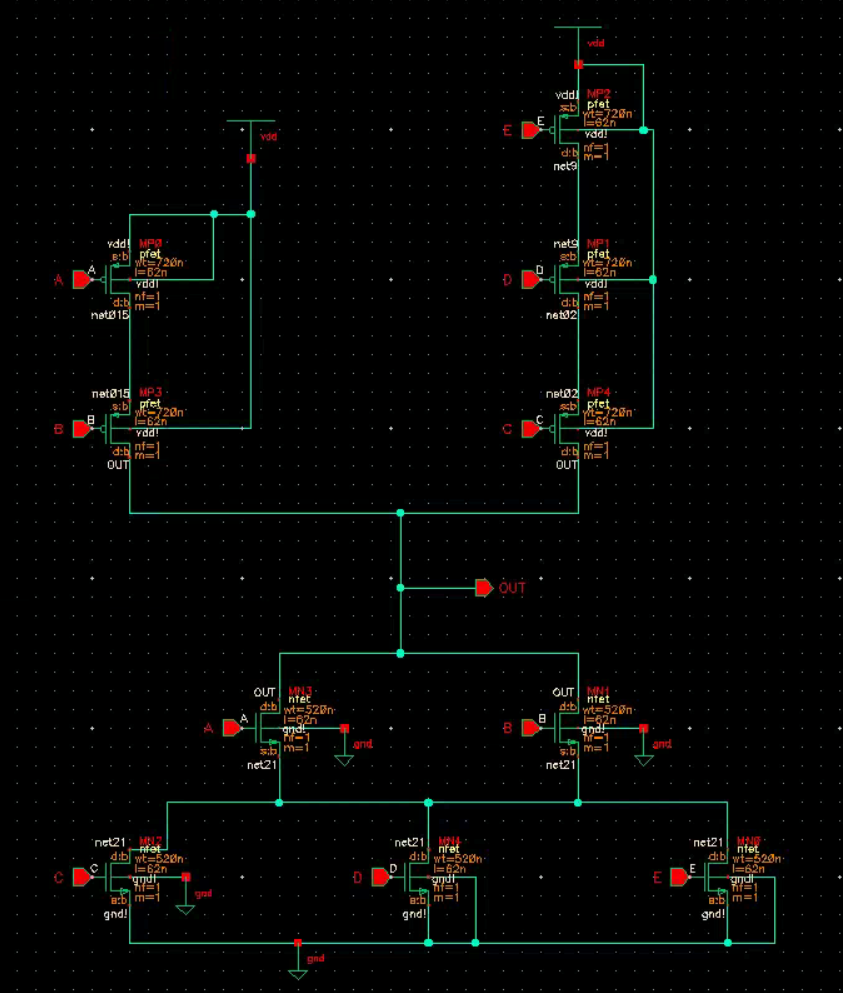 vdd
vdd!
MP2
s:b
pfet
wt=720n
l=62n
E
E
vdd!
d:b
nf=1
m=1
net9
vdd
vdd!
MP0
s:b
pfet
wt=720n
l=62n
A
A
vdd!
d:b
nf=1
m=1
net015
net9
MP1
s:b
pfet
wt=720n
l=62n
D
D
vdd!
d:b
nf=1
m=1
net02
net015
MP3
s:b
pfet
wt=720n
l=62n
B
B
vdd!
d:b
nf=1
m=1
OUT
net02
MP4
s:b
pfet
wt=720n
l=62n
C
C
vdd!
d:b
nf=1
m=1
OUT
OUT
OUT
MN3
d:b
nfet
wt=520n
l=62n
A
A
gnd!
nf=1
s:b
m=1
net21
gnd
OUT
MN1
d:b
nfet
wt=520n
l=62n
B
B
gnd!
nf=1
s:b
m=1
net21
gnd
net21
MN2
d:b
nfet
wt=520n
l=62n
C
C
gnd!
nf=1
s:b
m=1
gnd!
gnd
net21
MN4
d:b
nfet
wt=520n
l=62n
D
D
gnd!
nf=1
s:b
m=1
gnd!
net21
MN0
d:b
nfet
wt=520n
l=62n
E
E
gnd!
nf=1
s:b
m=1
gnd!
gnd